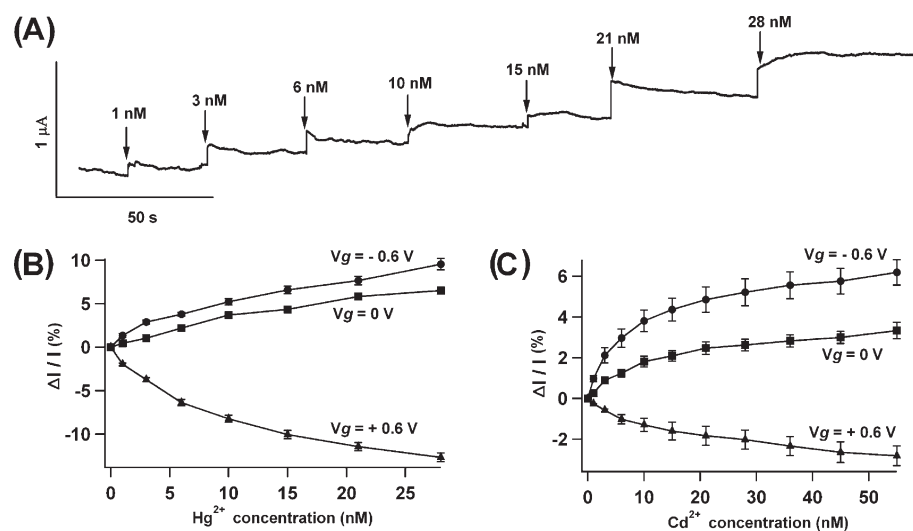 (A)
1 nM
3 nM
6 nM
10 nM
15 nM
21 nM
28 nM
1 µA
50 s
(B)
10
5
0
-5
-10
ΔI / I (%)
Vg = - 0.6 V
Vg = 0 V
Vg = + 0.6 V
0 5 10 15 20 25
Hg²⁺ concentration (nM)
(C)
6
4
2
0
-2
ΔI / I (%)
Vg = - 0.6 V
Vg = 0 V
Vg = + 0.6 V
0 10 20 30 40 50
Cd²⁺ concentration (nM)